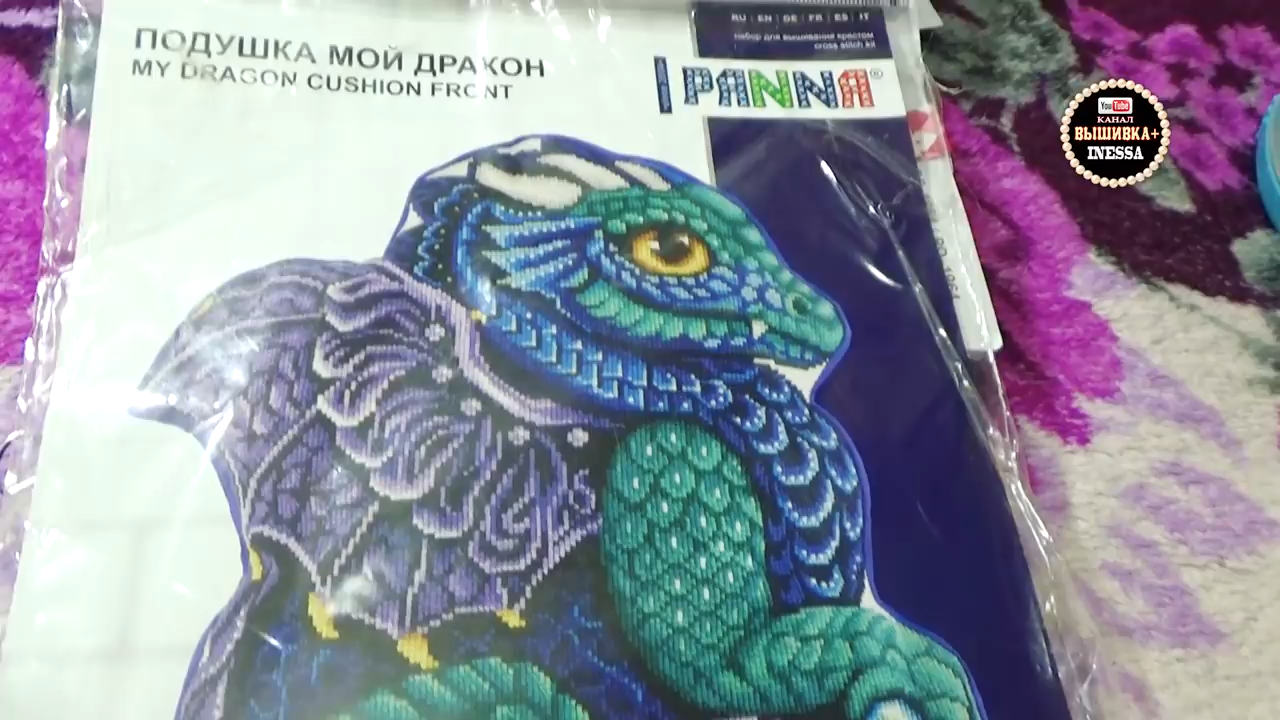 ПОДУШКА МОЙ ДРАКОН
MY DRAGON CUSHION FRONT
RU | EN | DE | FR | ES | IT
набор для вышивания крестом
cross stitch kit
PANNA®
YouTube
КАНАЛ
ВЫШИВКА+
INESSA